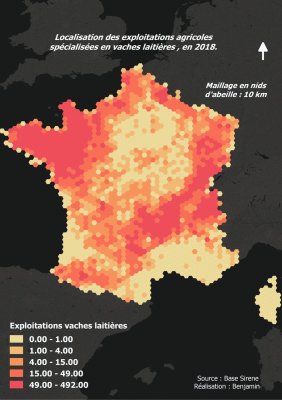 Localisation des exploitations agricoles
spécialisées en vaches laitières , en 2018.
Maillage en nids
d'abeille : 10 km
Exploitations vaches laitières
0.00 - 1.00
1.00 - 4.00
4.00 - 15.00
15.00 - 49.00
49.00 - 492.00
Source : Base Sirene
Réalisation : Benjamin